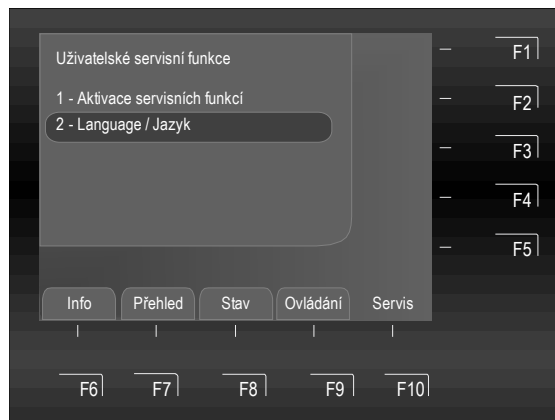 Uživatelské servisní funkce
F1
1 - Aktivace servisních funkcí
F2
2 - Language / Jazyk
F3
F4
F5
Info Přehled Stav Ovládání Servis
F6 F7 F8 F9 F10